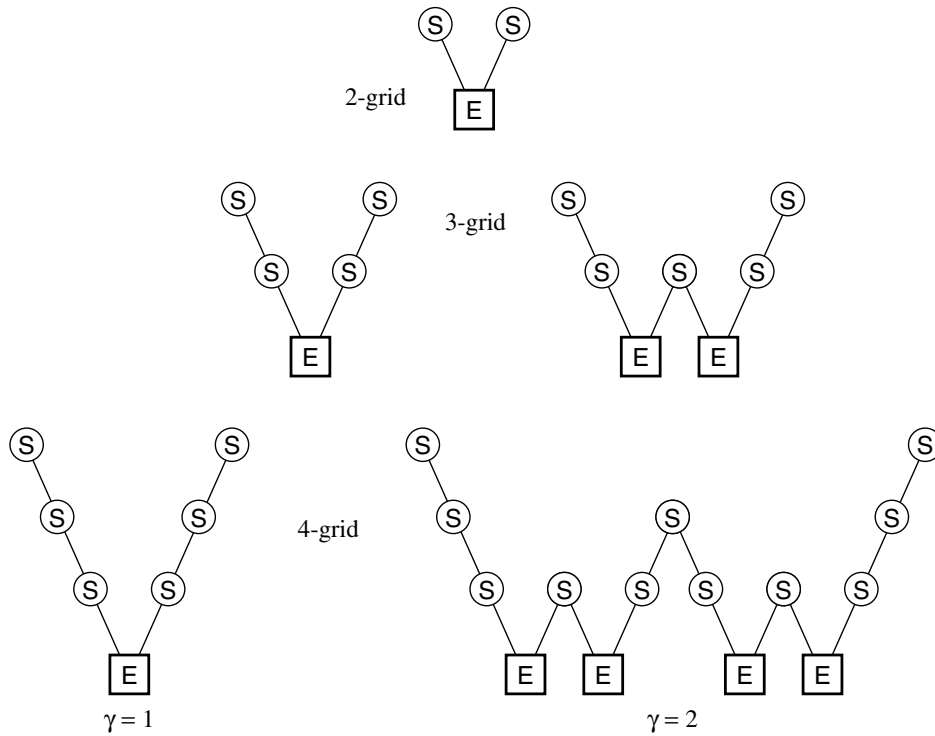 S S
2-grid
E
S S S S
3-grid
S S S S S
E E E
S S S S
S S 4-grid S S S
S S S S S S S S
E E E E E
γ = 1 γ = 2